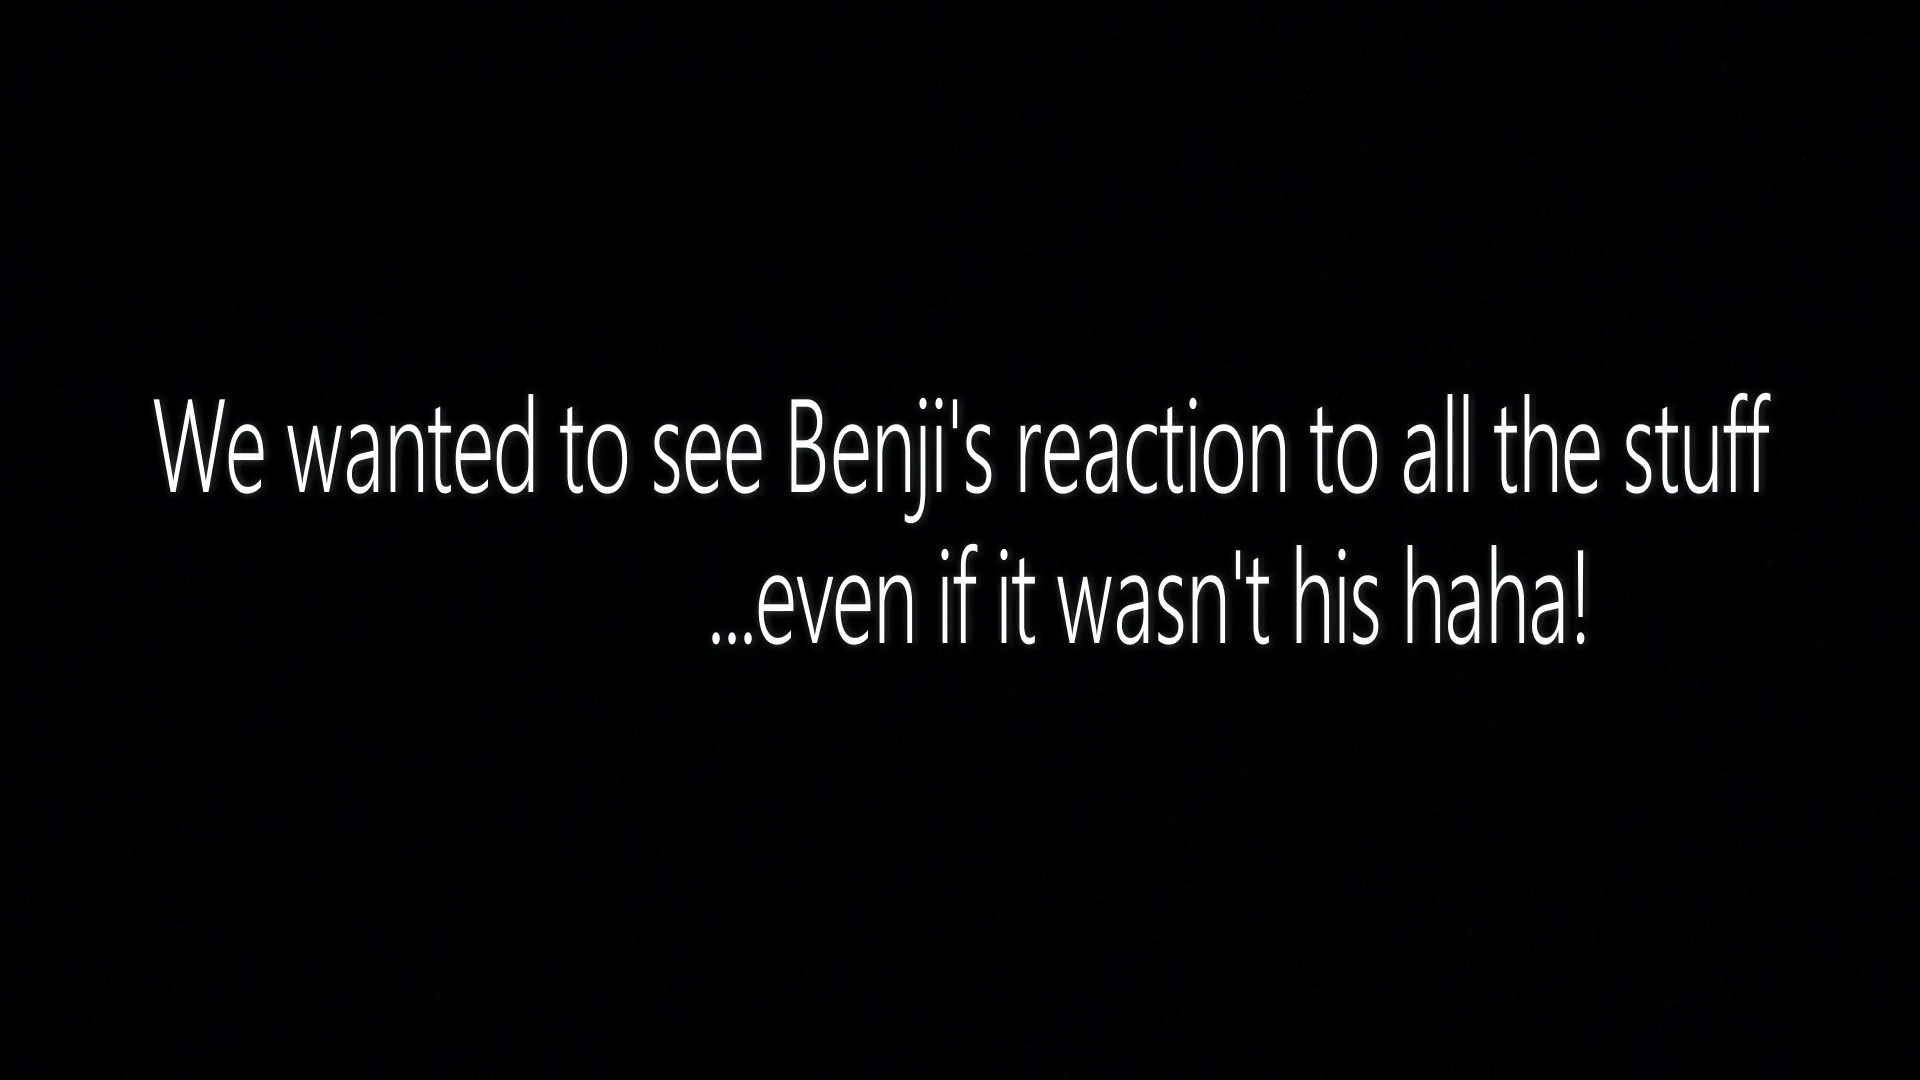 We wanted to see Benji's reaction to all the stuff
...even if it wasn't his haha!